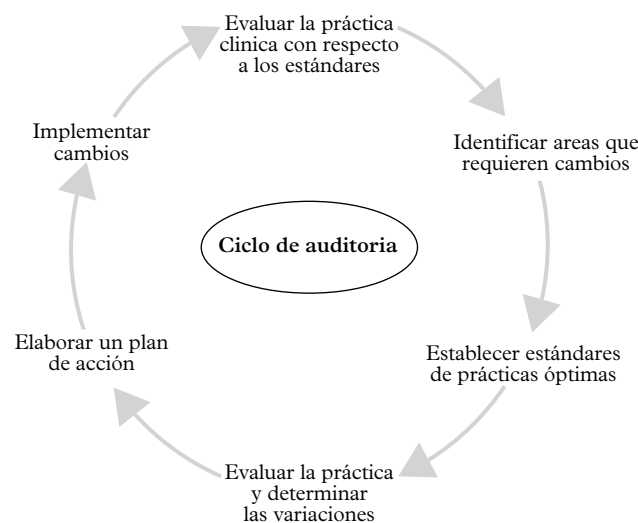 Evaluar la práctica
clinica con respecto
a los estándares
Identificar areas que
requieren cambios
Establecer estándares
de prácticas óptimas
Evaluar la práctica
y determinar
las variaciones
Elaborar un plan
de acción
Implementar
cambios
Ciclo de auditoria